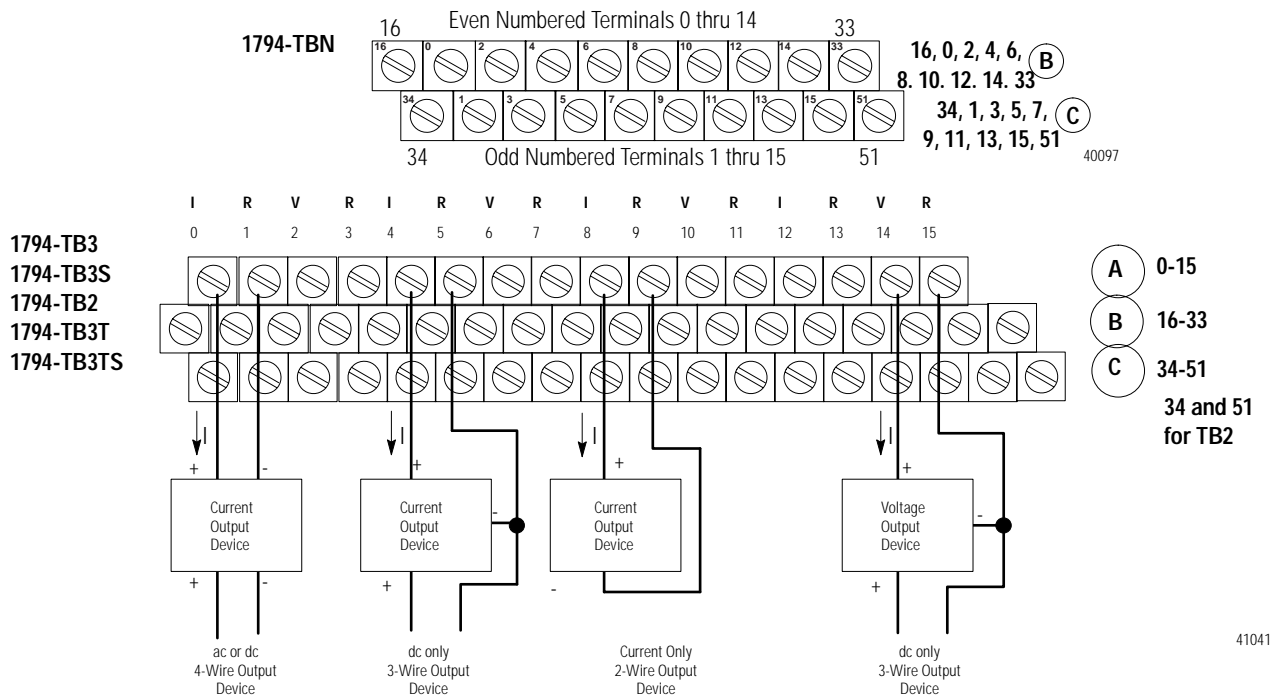 Even Numbered Terminals 0 thru 14
16 33
1794-TBN
16 0 2 4 6 8 10 12 14 33
16, 0, 2, 4, 6,
8. 10. 12. 14. 33
B
34 1 3 5 7 9 11 13 15 51
34, 1, 3, 5, 7,
9, 11, 13, 15, 51
C
34 Odd Numbered Terminals 1 thru 15 51
40097
I R V R I R V R I R V R I R V R
0 1 2 3 4 5 6 7 8 9 10 11 12 13 14 15
1794-TB3
1794-TB3S
1794-TB2
1794-TB3T
1794-TB3TS
A 0-15
B 16-33
C 34-51
34 and 51
for TB2
I I I I
+ - + + +
Current
Output
Device
-
Current
Output
Device
Current
Output
Device
-
Voltage
Output
Device
+ - + - +
ac or dc
4-Wire Output
Device
dc only
3-Wire Output
Device
Current Only
2-Wire Output
Device
dc only
3-Wire Output
Device
41041